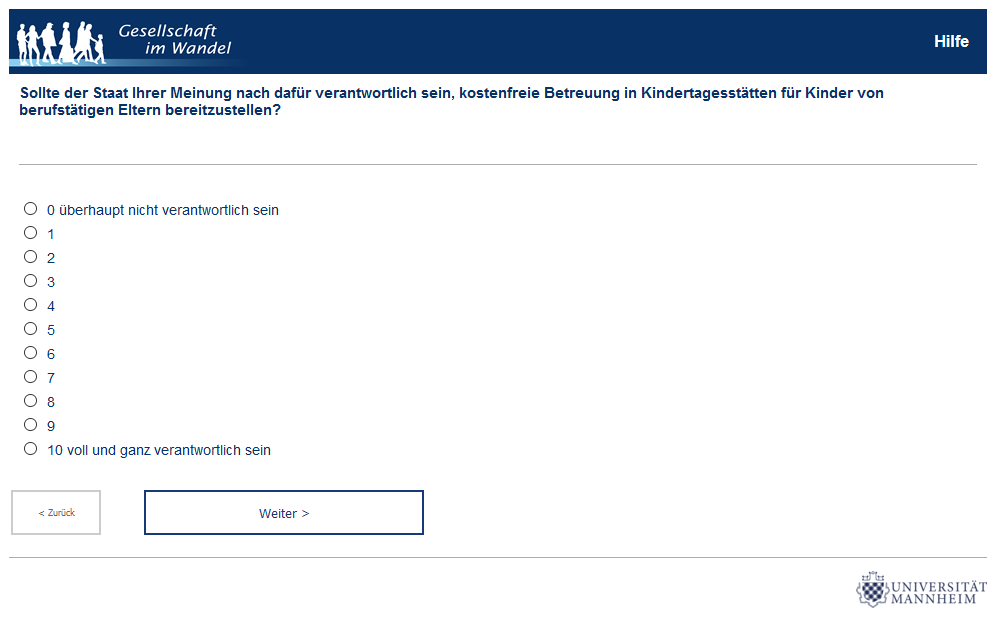 Gesellschaft
im Wandel
Hilfe
Sollte der Staat Ihrer Meinung nach dafür verantwortlich sein, kostenfreie Betreuung in Kindertagesstätten für Kinder von
berufstätigen Eltern bereitzustellen?
0 überhaupt nicht verantwortlich sein
1
2
3
4
5
6
7
8
9
10 voll und ganz verantwortlich sein
< Zurück
Weiter >
UNIVERSITÄT
MANNHEIM